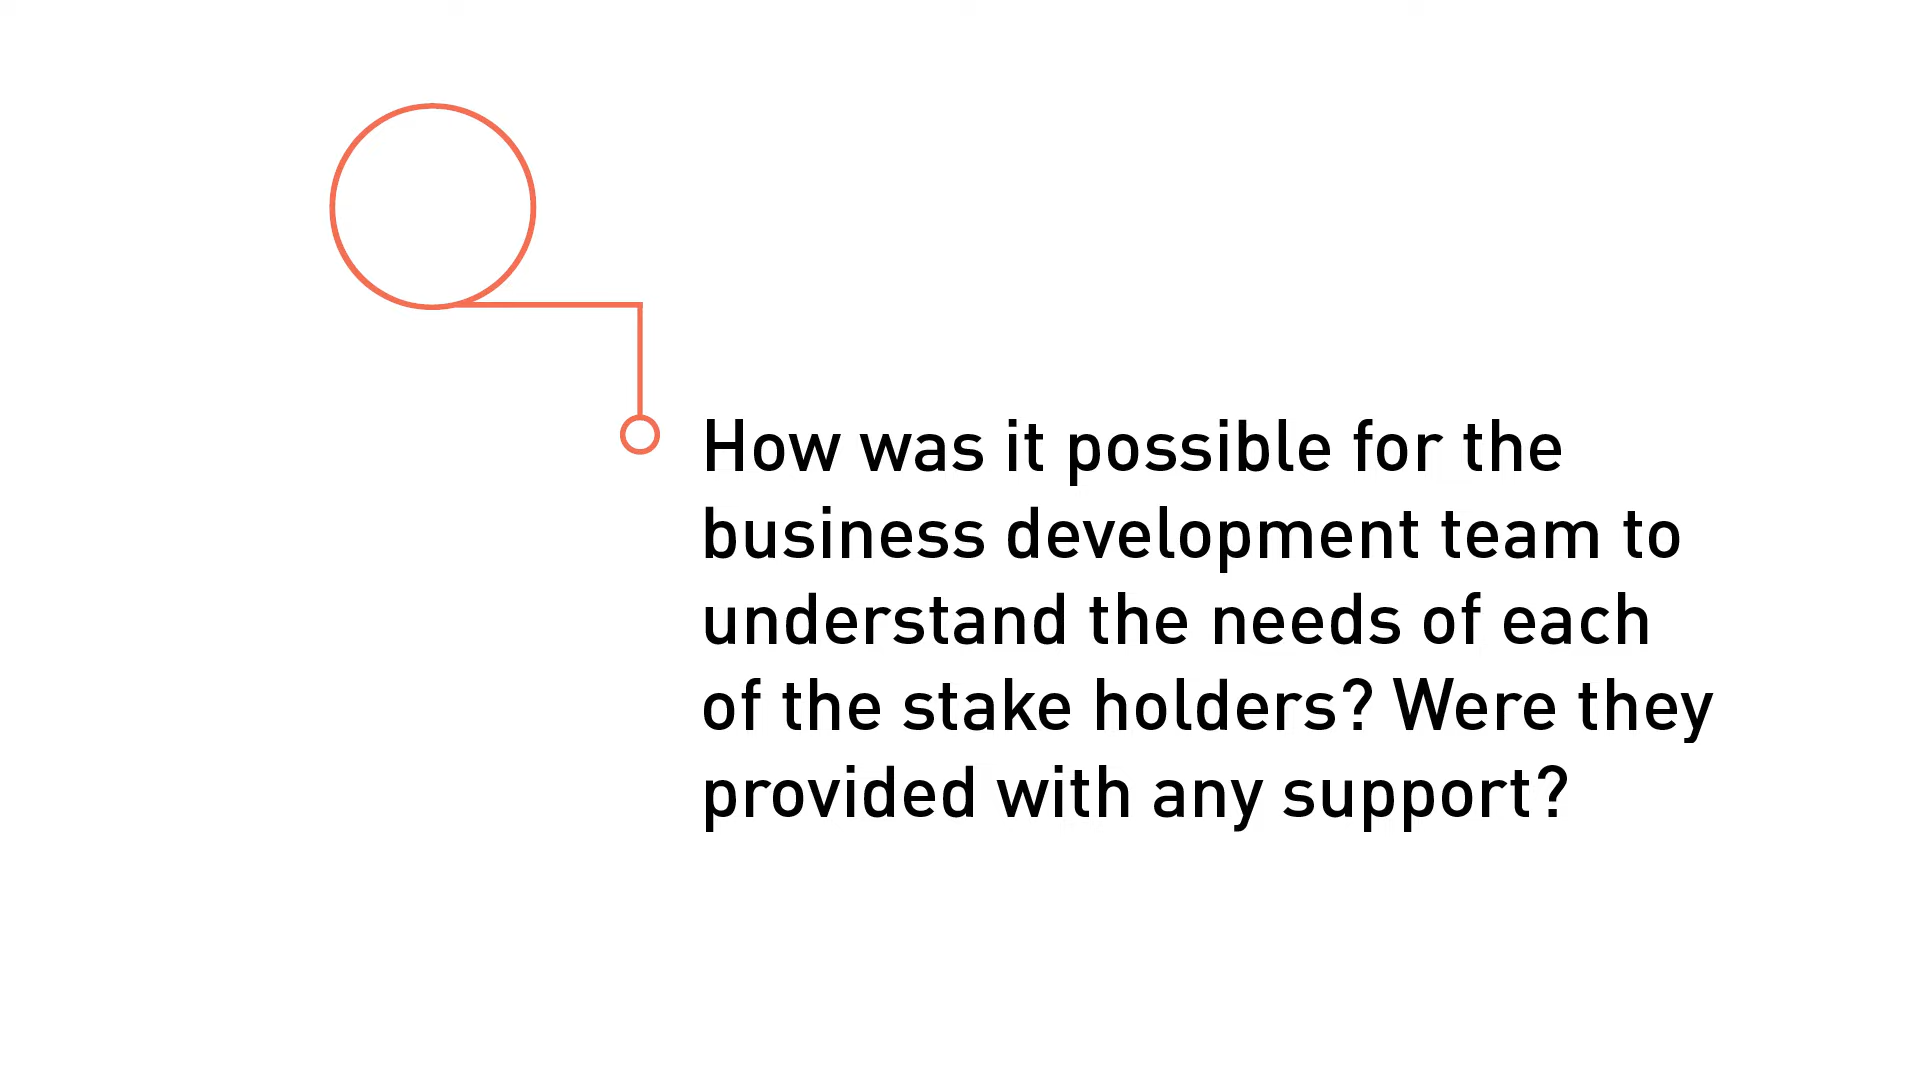 How was it possible for the
business development team to
understand the needs of each
of the stake holders? Were they
provided with any support?